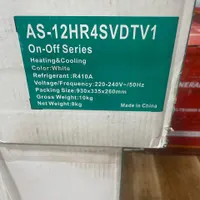 AS-12HR4SVDTV1
On-Off Series
Heating&Cooling
Color:White
Refrigerant :R410A
Voltage/Frequency:220-240V~/50Hz
Packing Size:930x335x260mm
Gross Weight:10kg
Net Weight:8kg
Made in China